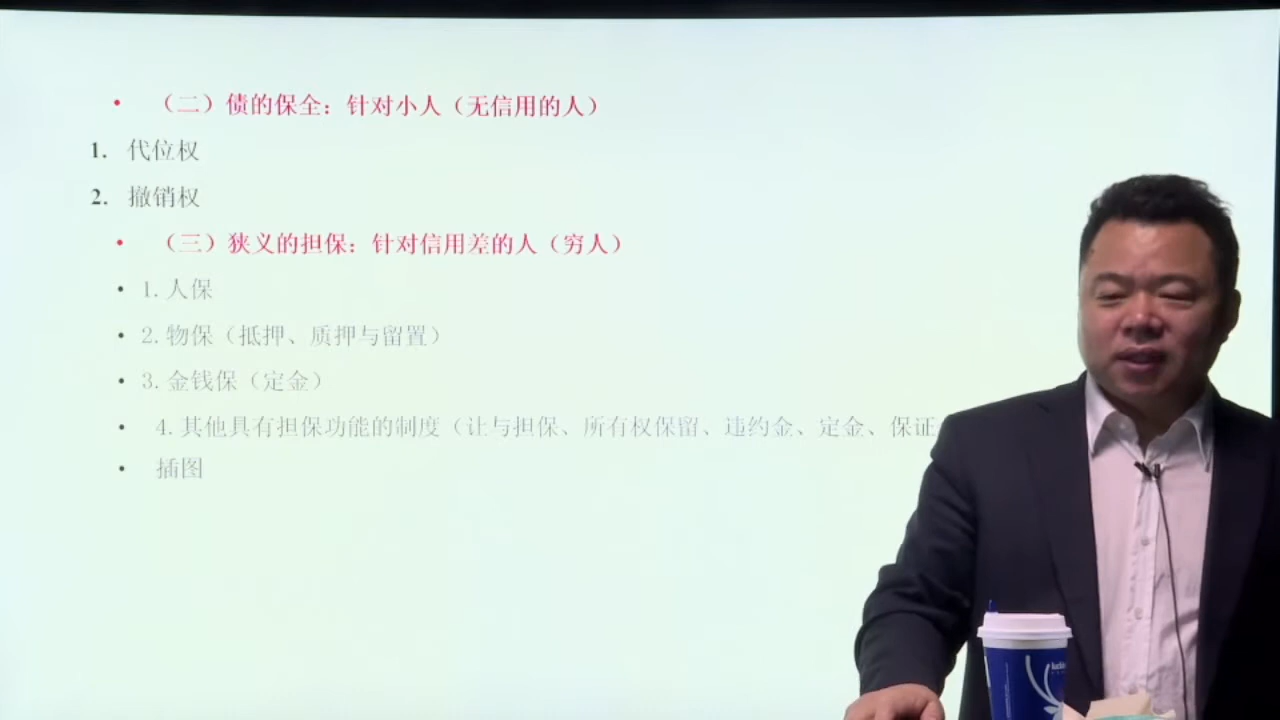 • （二）债的保全：针对小人（无信用的人）
1. 代位权
2. 撤销权
• （三）狭义的担保：针对信用差的人（穷人）
• 1. 人保
• 2. 物保（抵押、质押与留置）
• 3. 金钱保（定金）
• 4. 其他具有担保功能的制度（让与担保、所有权保留、违约金、定金、保证
• 插图